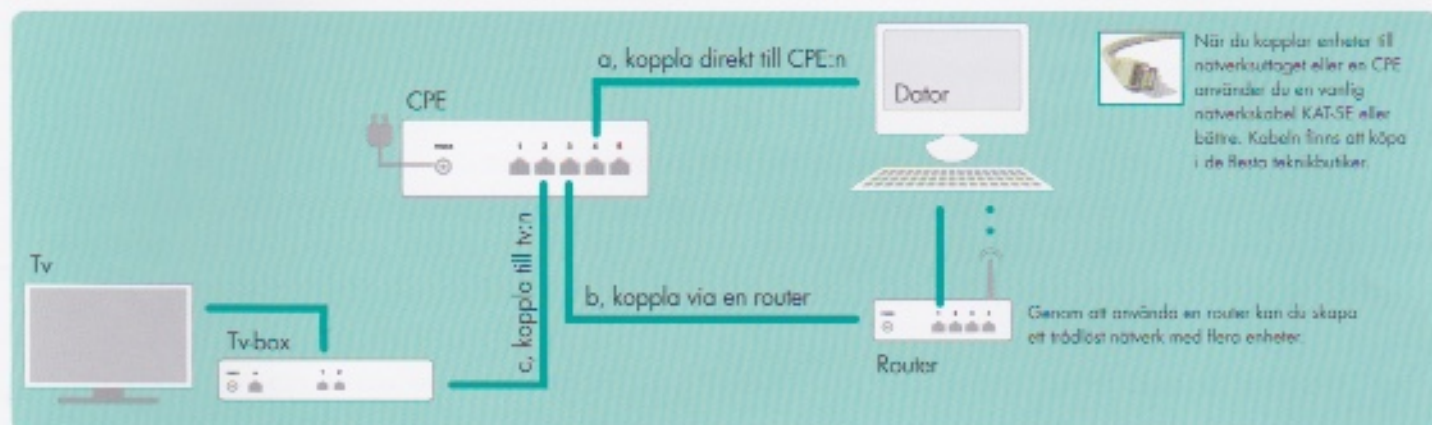 a, koppla direkt till CPE:n
CPE
1 2 3 4 5
Dator
När du kopplar enheter till
nätverksuttaget eller en CPE
använder du en vanlig
nätverkskabel KAT-5E eller
bättre. Kabeln finns att köpa
i de flesta teknikbutiker.
c, koppla till tv:n
Tv
Tv-box
b, koppla via en router
Router
Genom att använda en router kan du skapa
ett trådlöst nätverk med flera enheter.